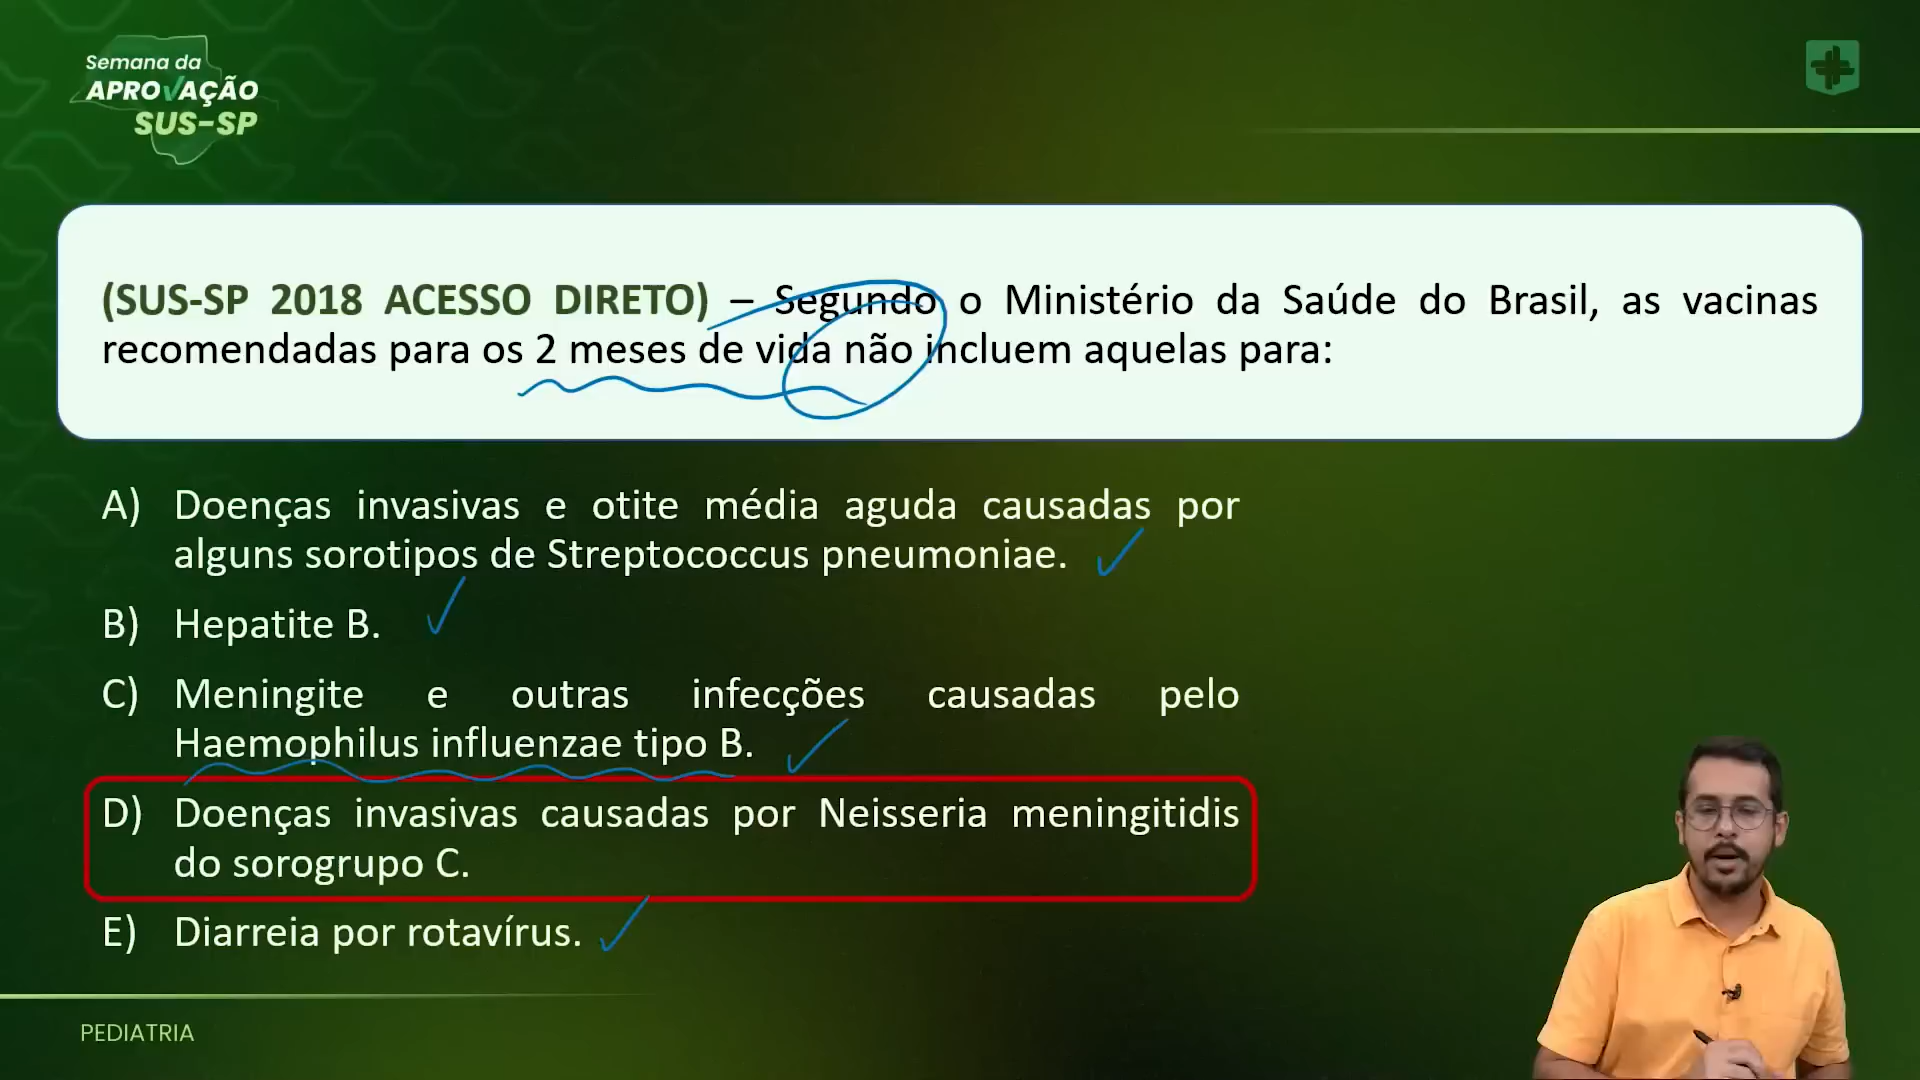 Semana da
APROVAÇÃO
SUS-SP
(SUS-SP 2018 ACESSO DIRETO) – Segundo o Ministério da Saúde do Brasil, as vacinas
recomendadas para os 2 meses de vida não incluem aquelas para:
A) Doenças invasivas e otite média aguda causadas por
alguns sorotipos de Streptococcus pneumoniae.
B) Hepatite B.
C) Meningite e outras infecções causadas pelo
Haemophilus influenzae tipo B.
D) Doenças invasivas causadas por Neisseria meningitidis
do sorogrupo C.
E) Diarreia por rotavírus.
PEDIATRIA